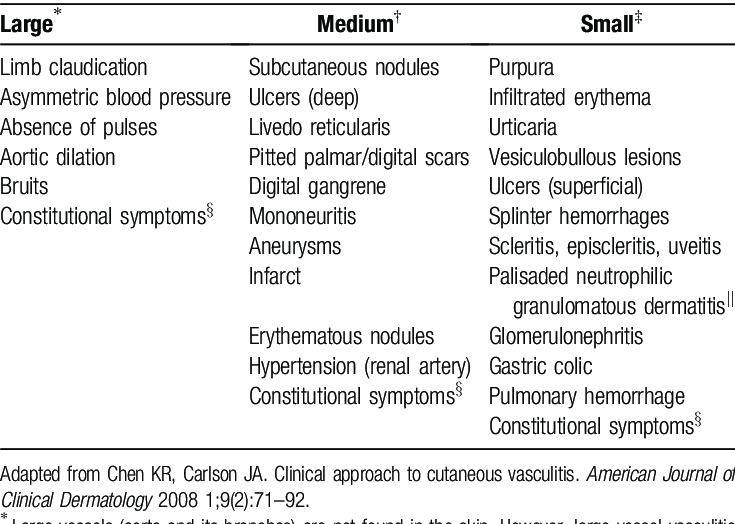 Large* Medium† Small‡
Limb claudication Subcutaneous nodules Purpura
Asymmetric blood pressure Ulcers (deep) Infiltrated erythema
Absence of pulses Livedo reticularis Urticaria
Aortic dilation Pitted palmar/digital scars Vesiculobullous lesions
Bruits Digital gangrene Ulcers (superficial)
Constitutional symptoms§ Mononeuritis Splinter hemorrhages
Aneurysms Scleritis, episcleritis, uveitis
Infarct Palisaded neutrophilic
granulomatous dermatitis||
Erythematous nodules Glomerulonephritis
Hypertension (renal artery) Gastric colic
Constitutional symptoms§ Pulmonary hemorrhage
Constitutional symptoms§
Adapted from Chen KR, Carlson JA. Clinical approach to cutaneous vasculitis. American Journal of
Clinical Dermatology 2008 1;9(2):71–92.
* Large vessels (aorta and its branches) are not found in the skin. However, large vessel vasculitis